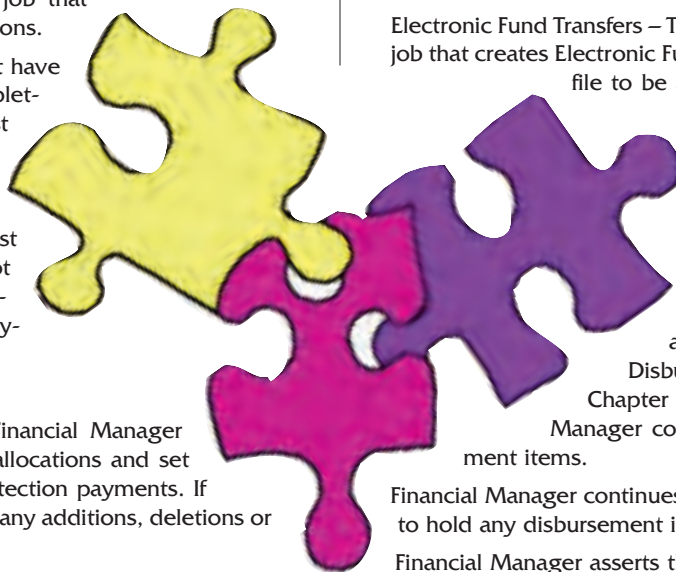 job that
ons.
t have
plet-
st
st
ot
-
y-
Financial Manager
allocations and set
tection payments. If
any additions, deletions or
Electronic Fund Transfers – T
job that creates Electronic Fu
file to be
a
Disbu
Chapter
Manager co
ment items.
Financial Manager continues
to hold any disbursement i
Financial Manager asserts t